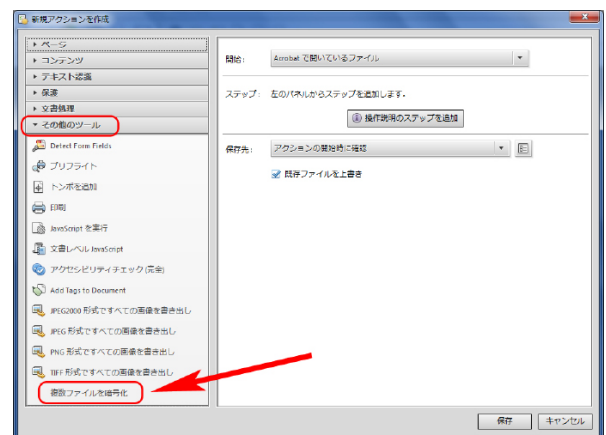 新規アクションを作成
ページ
コンテンツ
テキスト認識
保護
文書処理
その他のツール
Detect Form Fields
プリフライト
トンボを追加
印刷
JavaScript を実行
文書レベル JavaScript
アクセシビリティチェック (完全)
Add Tags to Document
JPEG2000 形式ですべての画像を書き出し
JPEG 形式ですべての画像を書き出し
PNG 形式ですべての画像を書き出し
TIFF 形式ですべての画像を書き出し
複数ファイルを暗号化
開始: Acrobat で開いているファイル
ステップ: 左のパネルからステップを追加します。
操作説明のステップを追加
保存先: アクションの開始時に確認
既存ファイルを上書き
保存 キャンセル